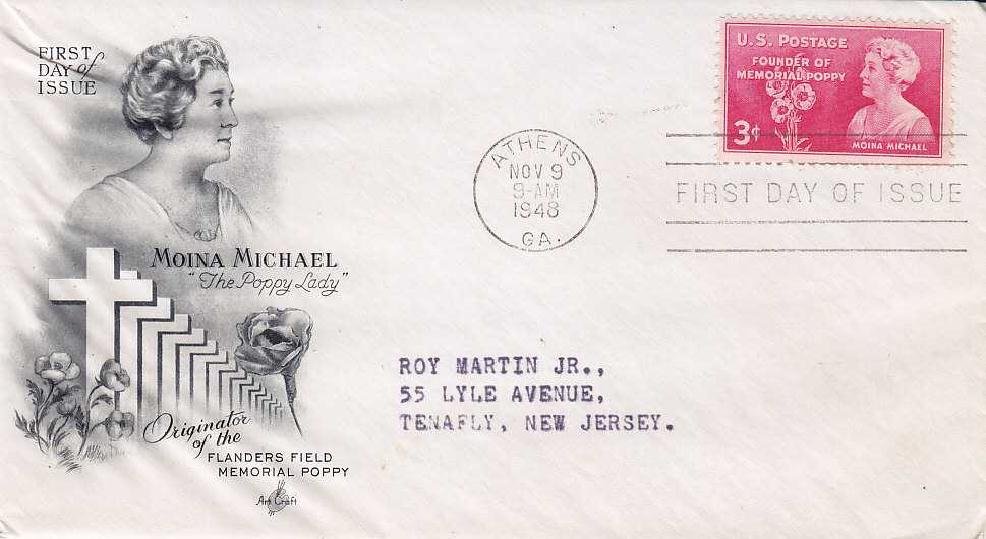 FIRST
DAY of
ISSUE
MOINA MICHAEL
"The Poppy Lady"
Originator
of the
FLANDERS FIELD
MEMORIAL POPPY
Art Craft
ATHENS
NOV 9
9-AM
1948
GA.
U.S. POSTAGE
FOUNDER OF
MEMORIAL POPPY
3¢
MOINA MICHAEL
FIRST DAY OF ISSUE
ROY MARTIN JR.,
55 LYLE AVENUE,
TENAFLY, NEW JERSEY.